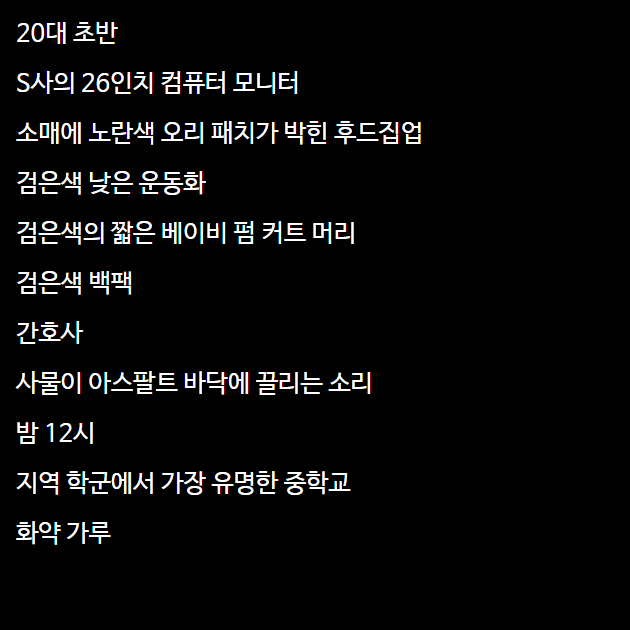 20대 초반
S사의 26인치 컴퓨터 모니터
소매에 노란색 오리 패치가 박힌 후드집업
검은색 낮은 운동화
검은색의 짧은 베이비 펌 커트 머리
검은색 백팩
간호사
사물이 아스팔트 바닥에 끌리는 소리
밤 12시
지역 학군에서 가장 유명한 중학교
화약 가루